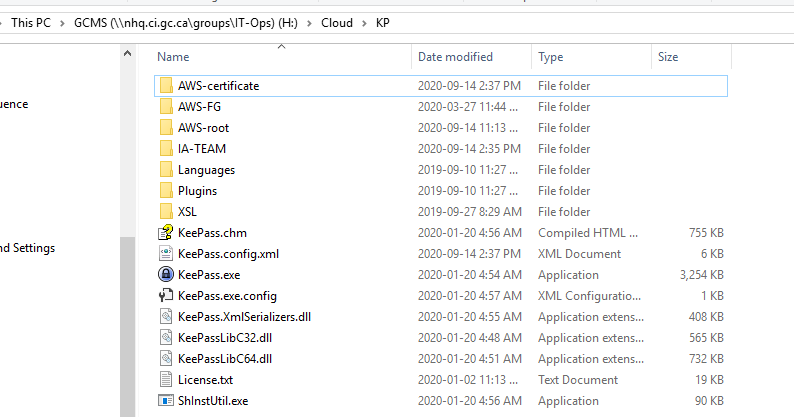 This PC > GCMS (\\nhq.ci.gc.ca\groups\IT-Ops) (H:) > Cloud > KP
Name Date modified Type Size
AWS-certificate 2020-09-14 2:37 PM File folder
uence AWS-FG 2020-03-27 11:44 ... File folder
AWS-root 2020-09-14 11:13 ... File folder
IA-TEAM 2020-09-14 2:35 PM File folder
Languages 2019-09-10 11:27 ... File folder
Plugins 2019-09-10 11:27 ... File folder
XSL 2019-09-27 8:29 AM File folder
KeePass.chm 2020-01-20 4:56 AM Compiled HTML ... 755 KB
nd Settings KeePass.config.xml 2020-09-14 2:37 PM XML Document 6 KB
KeePass.exe 2020-01-20 4:54 AM Application 3,254 KB
KeePass.exe.config 2020-01-20 4:57 AM XML Configuratio... 1 KB
KeePass.XmlSerializers.dll 2020-01-20 4:55 AM Application extens... 408 KB
KeePassLibC32.dll 2020-01-20 4:48 AM Application extens... 565 KB
KeePassLibC64.dll 2020-01-20 4:51 AM Application extens... 732 KB
License.txt 2020-01-02 11:13 ... Text Document 19 KB
ShInstUtil.exe 2020-01-20 4:56 AM Application 90 KB